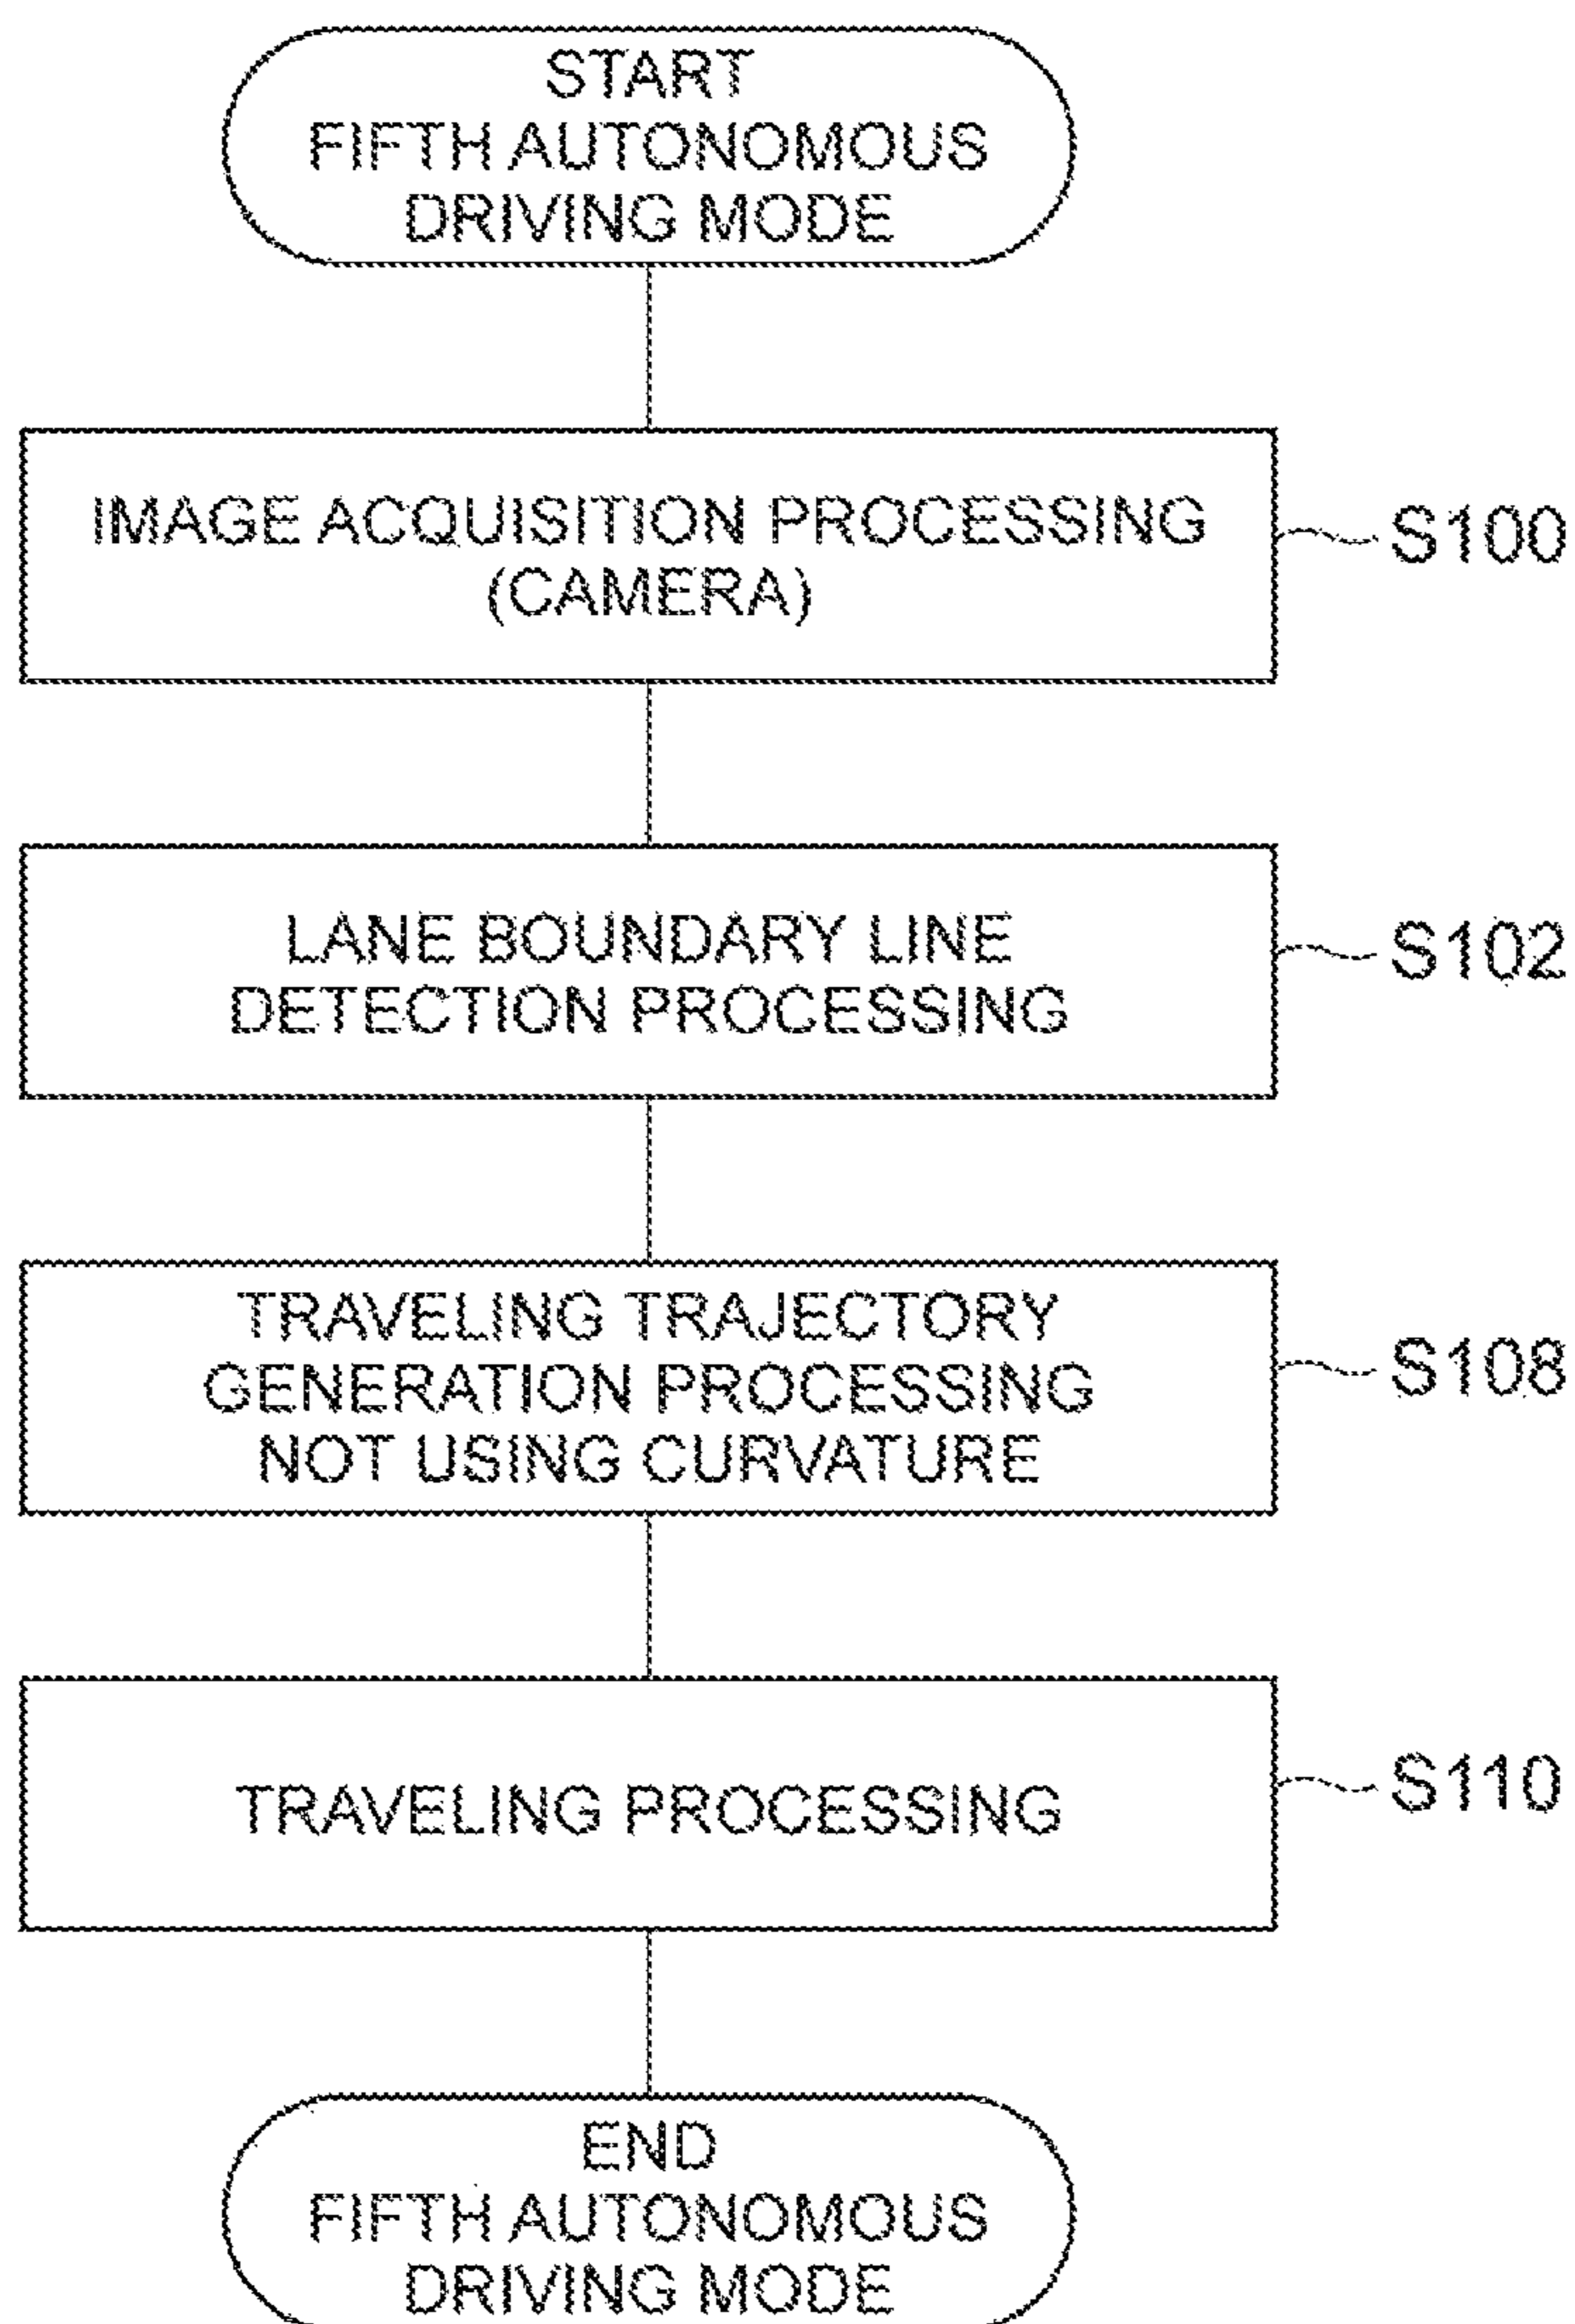 START
FIFTH AUTONOMOUS
DRIVING MODE
IMAGE ACQUISITION PROCESSING
(CAMERA)
S100
LANE BOUNDARY LINE
DETECTION PROCESSING
S102
TRAVELING TRAJECTORY
GENERATION PROCESSING
NOT USING CURVATURE
S108
TRAVELING PROCESSING
S110
END
FIFTH AUTONOMOUS
DRIVING MODE